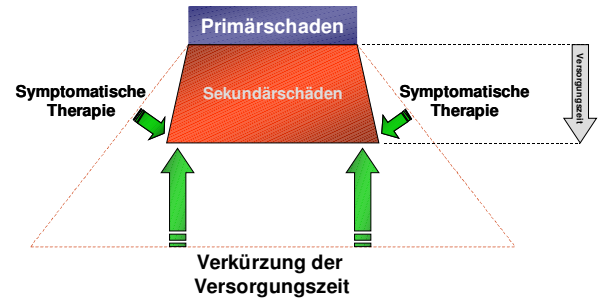 Primärschaden
Sekundärschäden
Symptomatische
Therapie
Symptomatische
Therapie
Versorgungszeit
Verkürzung der
Versorgungszeit